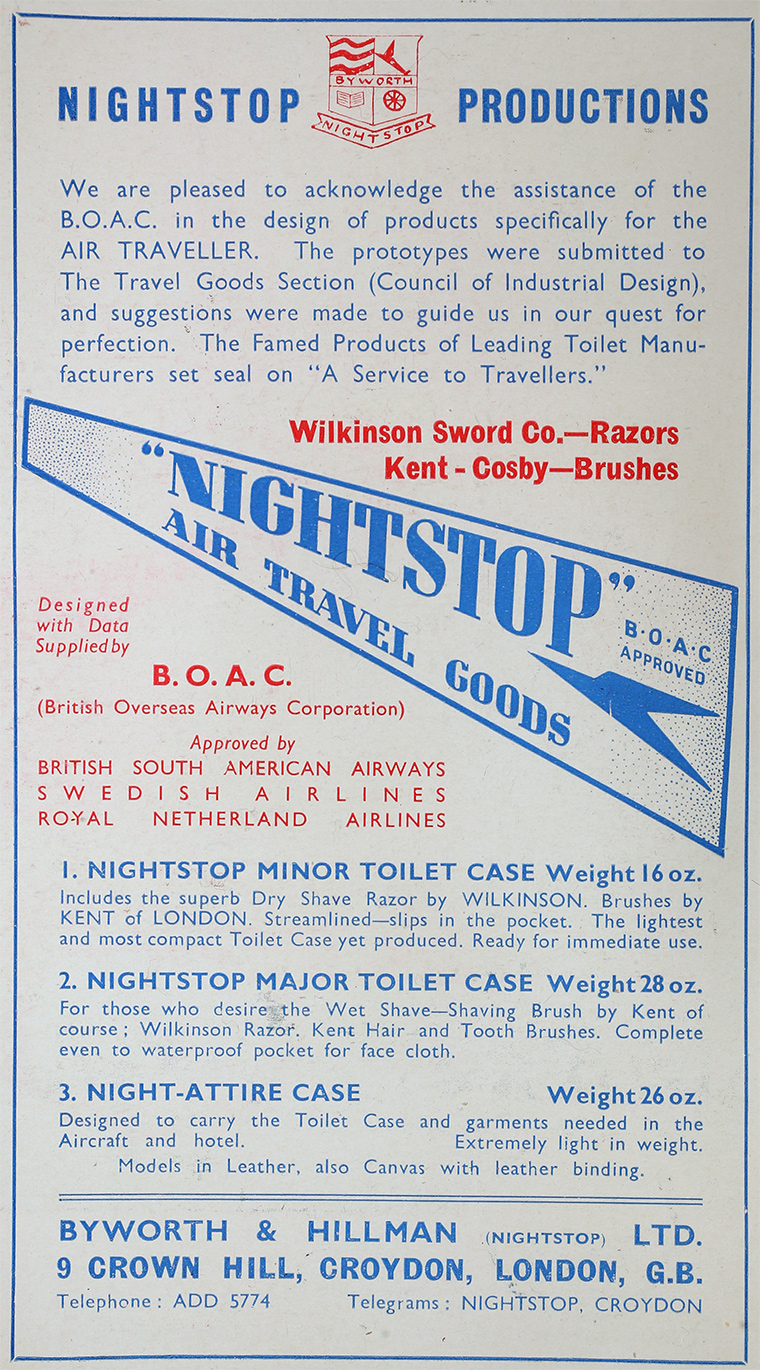 NIGHTSTOP PRODUCTIONS
BYWORTH
NIGHTSTOP
We are pleased to acknowledge the assistance of the
B.O.A.C. in the design of products specifically for the
AIR TRAVELLER. The prototypes were submitted to
The Travel Goods Section (Council of Industrial Design),
and suggestions were made to guide us in our quest for
perfection. The Famed Products of Leading Toilet Manu-
facturers set seal on “A Service to Travellers.”
Wilkinson Sword Co.—Razors
Kent - Cosby—Brushes
“NIGHTSTOP”
AIR TRAVEL GOODS
B·O·A·C
APPROVED
Designed
with Data
Supplied by
B. O. A. C.
(British Overseas Airways Corporation)
Approved by
BRITISH SOUTH AMERICAN AIRWAYS
SWEDISH AIRLINES
ROYAL NETHERLAND AIRLINES
1. NIGHTSTOP MINOR TOILET CASE Weight 16 oz.
Includes the superb Dry Shave Razor by WILKINSON. Brushes by
KENT of LONDON. Streamlined—slips in the pocket. The lightest
and most compact Toilet Case yet produced. Ready for immediate use.
2. NIGHTSTOP MAJOR TOILET CASE Weight 28 oz.
For those who desire the Wet Shave—Shaving Brush by Kent of
course; Wilkinson Razor. Kent Hair and Tooth Brushes. Complete
even to waterproof pocket for face cloth.
3. NIGHT-ATTIRE CASE Weight 26 oz.
Designed to carry the Toilet Case and garments needed in the
Aircraft and hotel. Extremely light in weight.
Models in Leather, also Canvas with leather binding.
BYWORTH & HILLMAN (NIGHTSTOP) LTD.
9 CROWN HILL, CROYDON, LONDON, G.B.
Telephone: ADD 5774 Telegrams: NIGHTSTOP, CROYDON